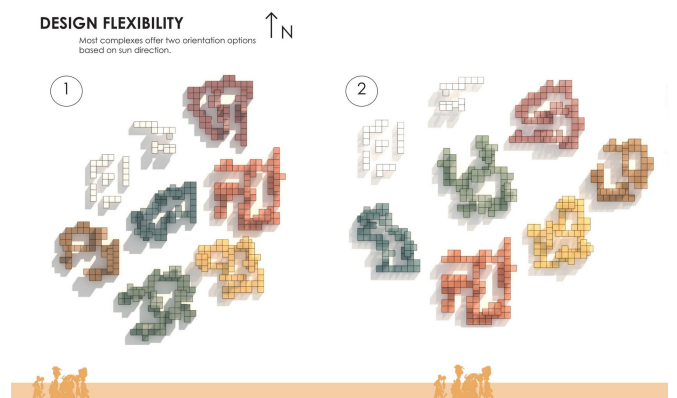 DESIGN FLEXIBILITY
Most complexes offer two orientation options
based on sun direction.
N
1
2